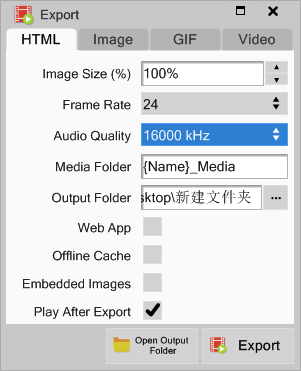 Export
HTML Image GIF Video
Image Size (%) 100%
Frame Rate 24
Audio Quality 16000 kHz
Media Folder {Name}_Media
Output Folder sktop\新建文件夹 ...
Web App
Offline Cache
Embedded Images
Play After Export
Open Output
Folder
Export